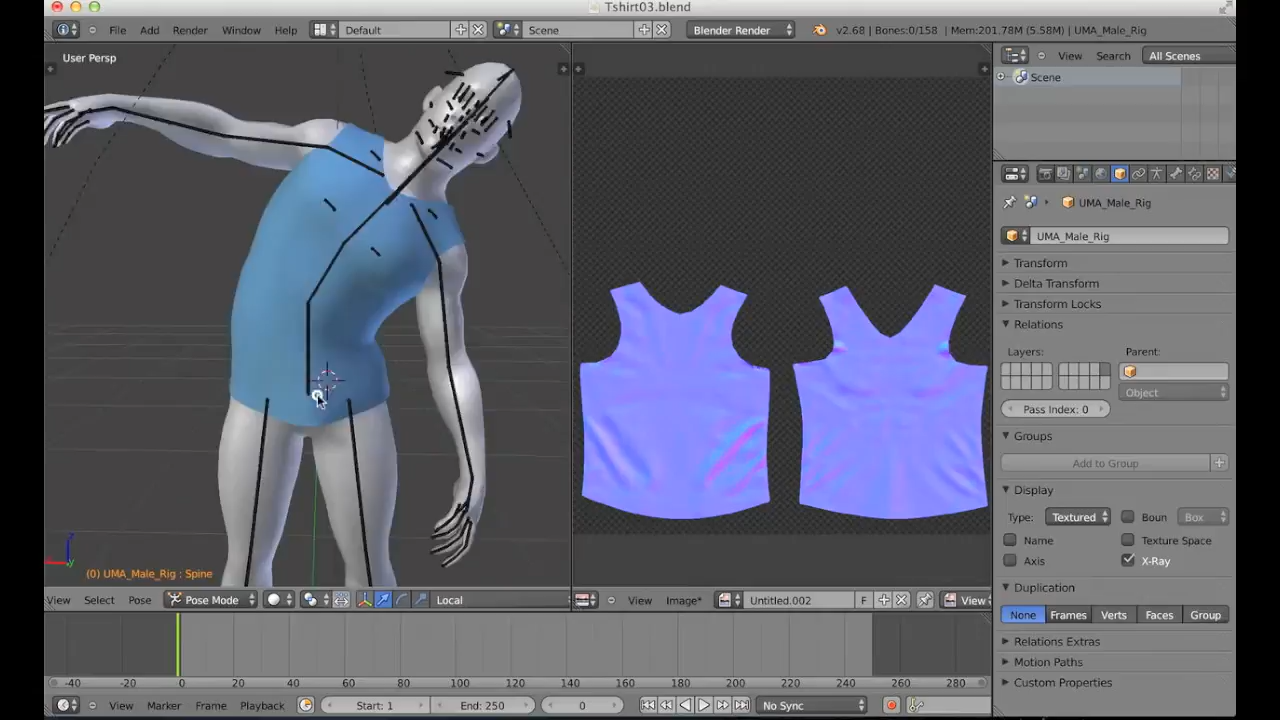 Tshirt03.blend
File Add Render Window Help Default Scene Blender Render v2.68 | Bones:0/158 | Mem:201.78M (5.58M) | UMA_Male_Rig
User Persp
View Search All Scenes
Scene
UMA_Male_Rig
UMA_Male_Rig
Transform
Delta Transform
Transform Locks
Relations
Layers: Parent:
Object
Pass Index: 0
Groups
Add to Group
Display
Type: Textured Boun Box
Name Texture Space
Axis X-Ray
Duplication
None Frames Verts Faces Group
Relations Extras
Motion Paths
Custom Properties
(0) UMA_Male_Rig : Spine
View Select Pose Pose Mode Local
View Image* Untitled.002 F View
-40 -20 0 20 40 60 80 100 120 140 160 180 200 220 240 260 280
View Marker Frame Playback Start: 1 End: 250 0 No Sync